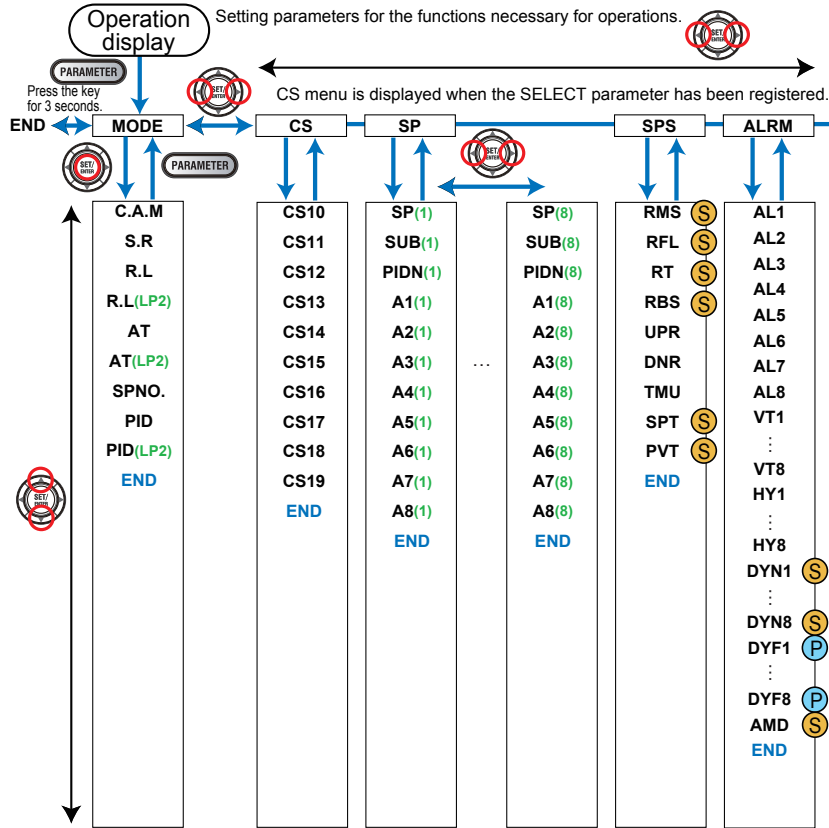 Operation
display
Setting parameters for the functions necessary for operations.
SET/
ENTER
PARAMETER
SET/
ENTER
Press the key
for 3 seconds.
CS menu is displayed when the SELECT parameter has been registered.
END
MODE
CS
SP
SPS
ALRM
SET/
ENTER
PARAMETER
SET/
ENTER
C.A.M
S.R
R.L
R.L(LP2)
AT
AT(LP2)
SPNO.
PID
PID(LP2)
END
SET/
ENTER
CS10
CS11
CS12
CS13
CS14
CS15
CS16
CS17
CS18
CS19
END
SP(1)
SUB(1)
PIDN(1)
A1(1)
A2(1)
A3(1)
A4(1)
A5(1)
A6(1)
A7(1)
A8(1)
END
...
SP(8)
SUB(8)
PIDN(8)
A1(8)
A2(8)
A3(8)
A4(8)
A5(8)
A6(8)
A7(8)
A8(8)
END
RMS S
RFL S
RT S
RBS S
UPR
DNR
TMU
SPT S
PVT S
END
AL1
AL2
AL3
AL4
AL5
AL6
AL7
AL8
VT1
⋮
VT8
HY1
⋮
HY8
DYN1 S
⋮
DYN8 S
DYF1 P
⋮
DYF8 P
AMD S
END